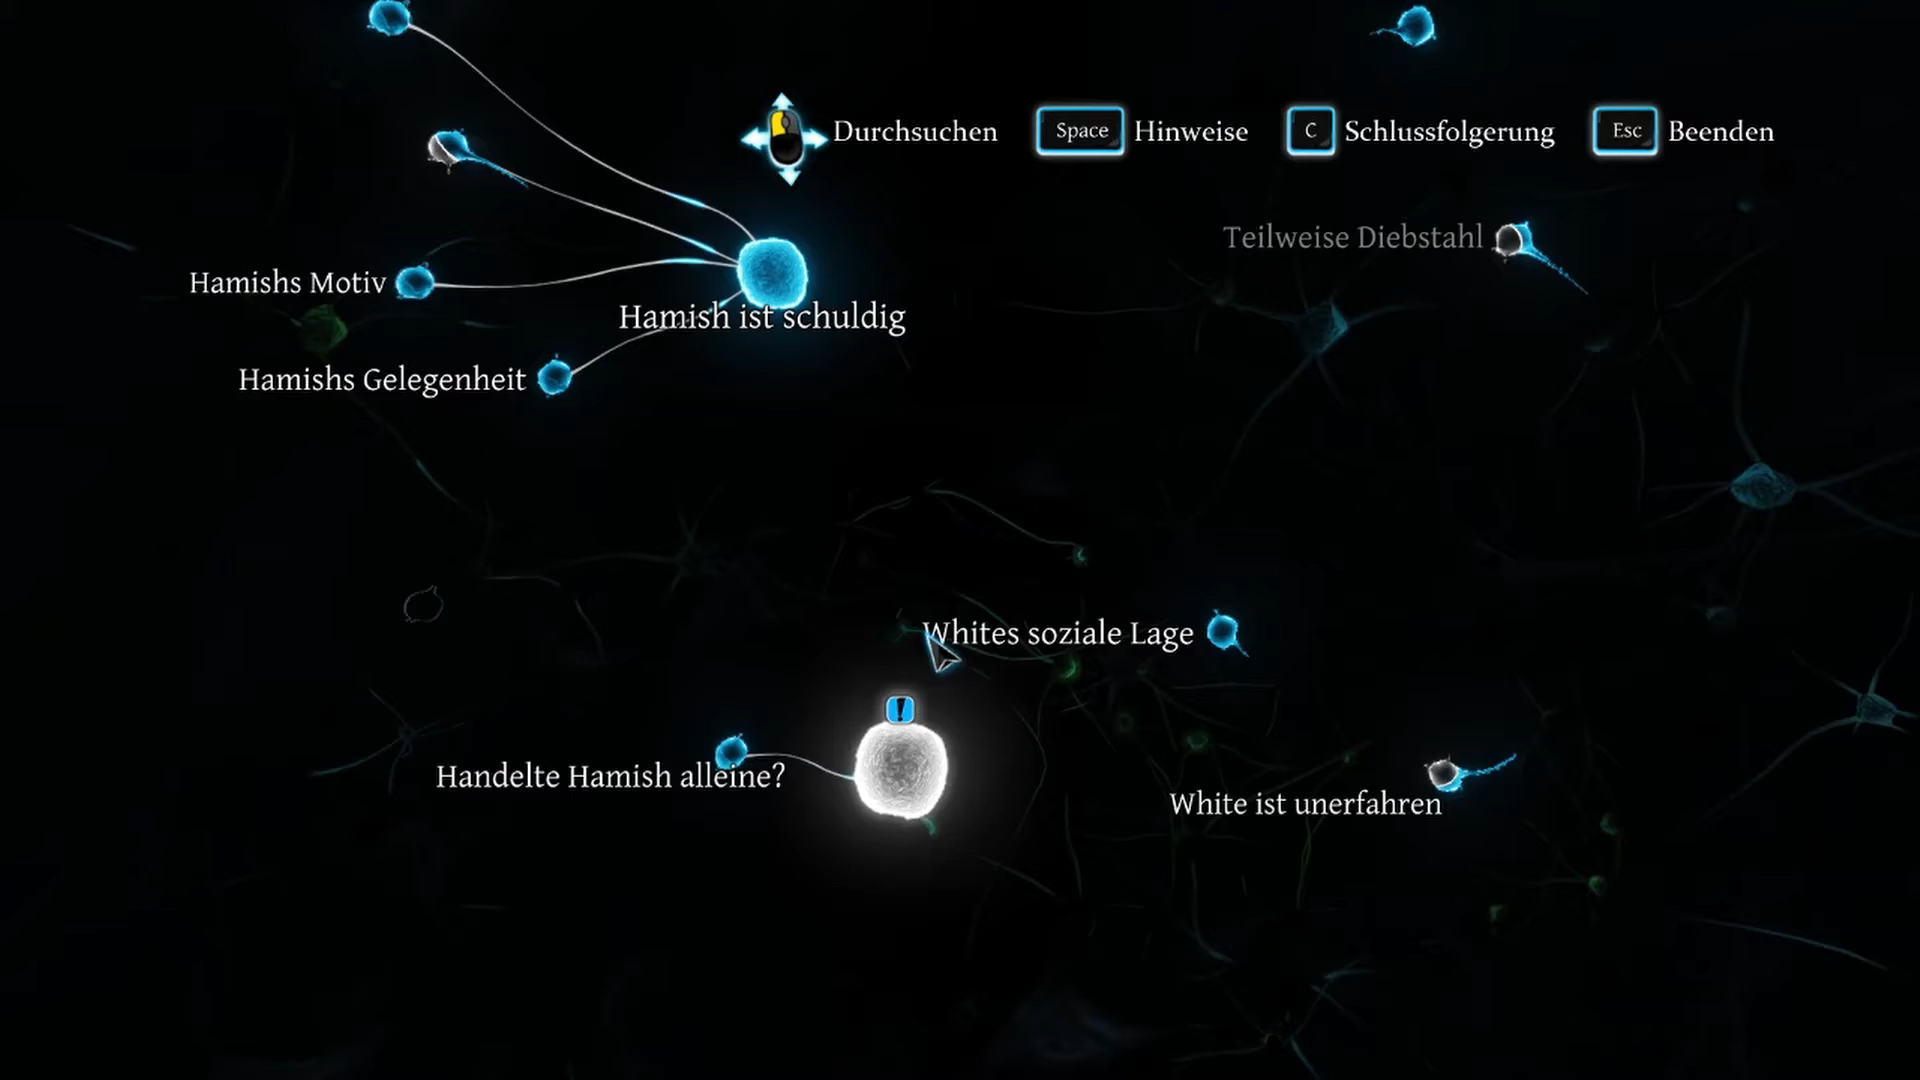 Durchsuchen
Space Hinweise
C Schlussfolgerung
Esc Beenden
Teilweise Diebstahl
Hamishs Motiv
Hamish ist schuldig
Hamishs Gelegenheit
Whites soziale Lage
!
Handelte Hamish alleine?
White ist unerfahren